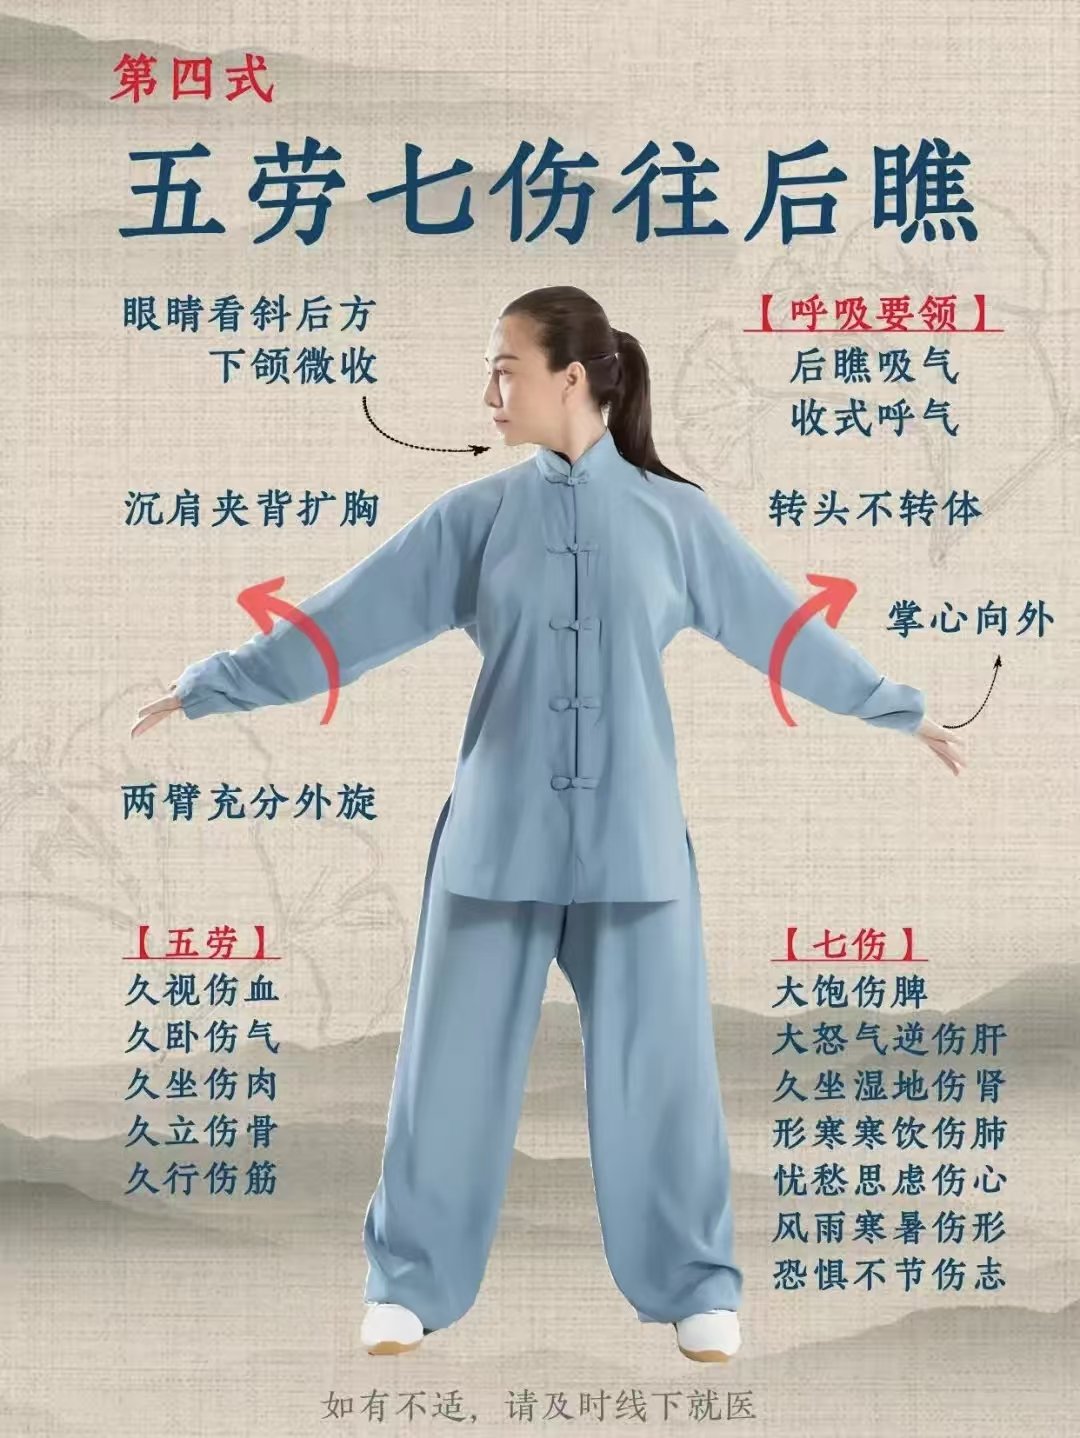 第四式
五劳七伤往后瞧
眼睛看斜后方
下颌微收
【呼吸要领】
后瞧吸气
收式呼气
沉肩夹背扩胸
转头不转体
掌心向外
两臂充分外旋
【五劳】
久视伤血
久卧伤气
久坐伤肉
久立伤骨
久行伤筋
【七伤】
大饱伤脾
大怒气逆伤肝
久坐湿地伤肾
形寒寒饮伤肺
忧愁思虑伤心
风雨寒暑伤形
恐惧不节伤志
如有不适，请及时线下就医